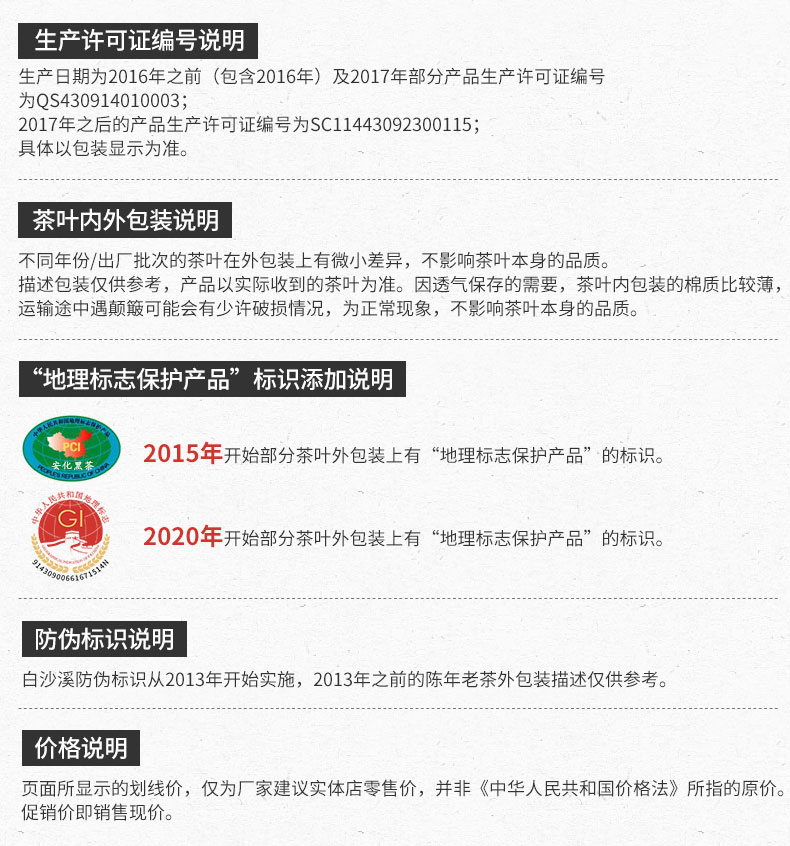 生产许可证编号说明
生产日期为2016年之前（包含2016年）及2017年部分产品生产许可证编号
为QS430914010003；
2017年之后的产品生产许可证编号为SC11443092300115；
具体以包装显示为准。
茶叶内外包装说明
不同年份/出厂批次的茶叶在外包装上有微小差异，不影响茶叶本身的品质。
描述包装仅供参考，产品以实际收到的茶叶为准。因透气保存的需要，茶叶内包装的棉质比较薄，
运输途中遇颠簸可能会有少许破损情况，为正常现象，不影响茶叶本身的品质。
“地理标志保护产品”标识添加说明
中华人民共和国地理标志保护产品
PCI
安化黑茶
PEOPLE'S REPUBLIC OF CHINA
2015年开始部分茶叶外包装上有“地理标志保护产品”的标识。
中华人民共和国地理标志
GI
91430900661671514N
2020年开始部分茶叶外包装上有“地理标志保护产品”的标识。
防伪标识说明
白沙溪防伪标识从2013年开始实施，2013年之前的陈年老茶外包装描述仅供参考。
价格说明
页面所显示的划线价，仅为厂家建议实体店零售价，并非《中华人民共和国价格法》所指的原价。
促销价即销售现价。